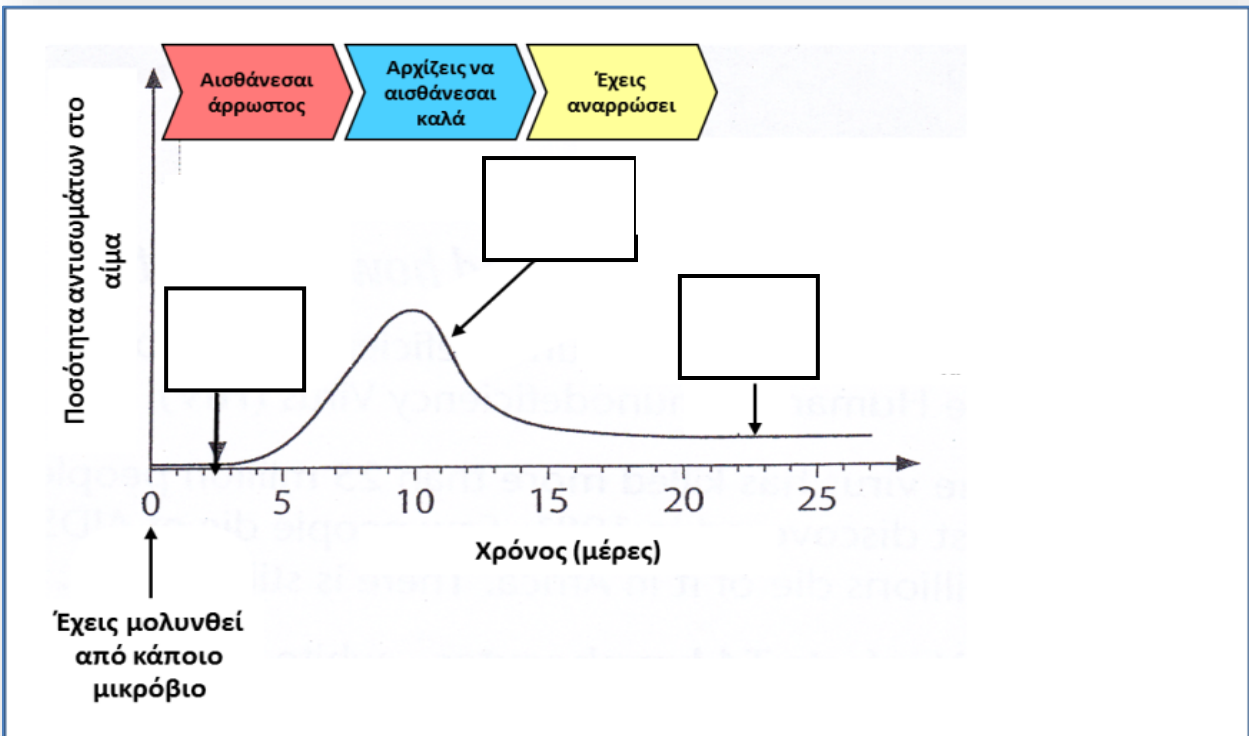 Αισθάνεσαι
άρρωστος
Αρχίζεις να
αισθάνεσαι
καλά
Έχεις
αναρρώσει
Ποσότητα αντισωμάτων στο
αίμα
0 5 10 15 20 25
Χρόνος (μέρες)
Έχεις μολυνθεί
από κάποιο
μικρόβιο